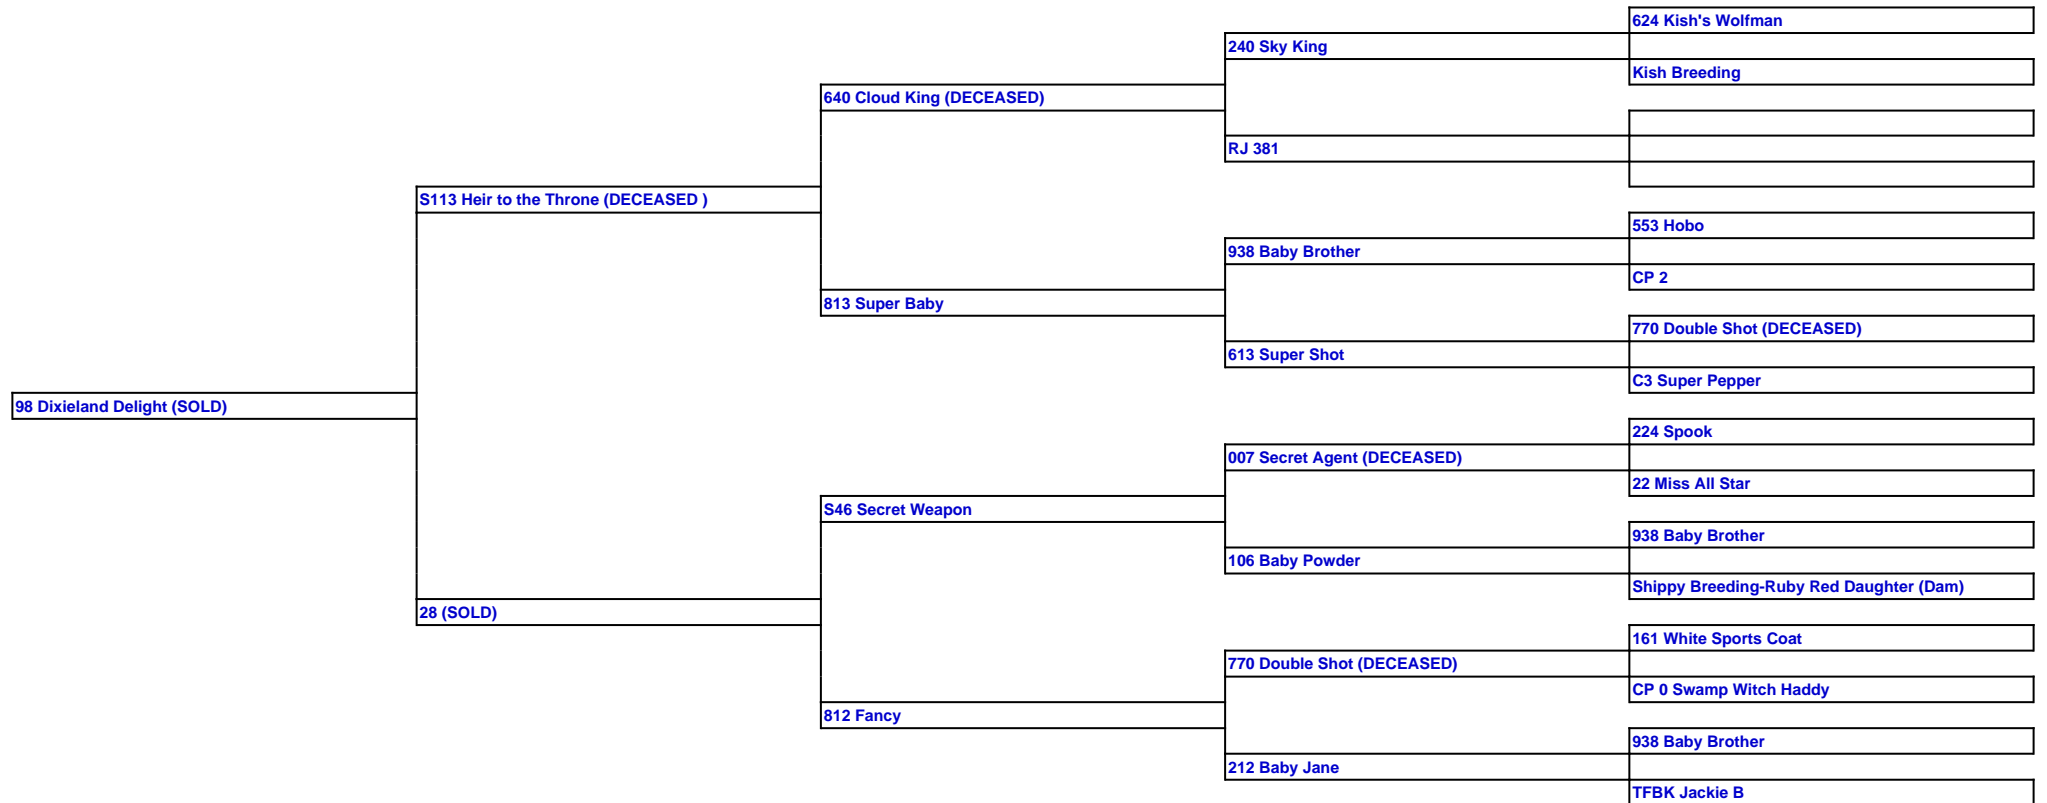 624 Kish's Wolfman
240 Sky King
Kish Breeding
640 Cloud King (DECEASED)
RJ 381
S113 Heir to the Throne (DECEASED )
553 Hobo
938 Baby Brother
CP 2
813 Super Baby
770 Double Shot (DECEASED)
613 Super Shot
C3 Super Pepper
98 Dixieland Delight (SOLD)
224 Spook
007 Secret Agent (DECEASED)
22 Miss All Star
S46 Secret Weapon
938 Baby Brother
106 Baby Powder
Shippy Breeding-Ruby Red Daughter (Dam)
28 (SOLD)
161 White Sports Coat
770 Double Shot (DECEASED)
CP 0 Swamp Witch Haddy
812 Fancy
938 Baby Brother
212 Baby Jane
TFBK Jackie B